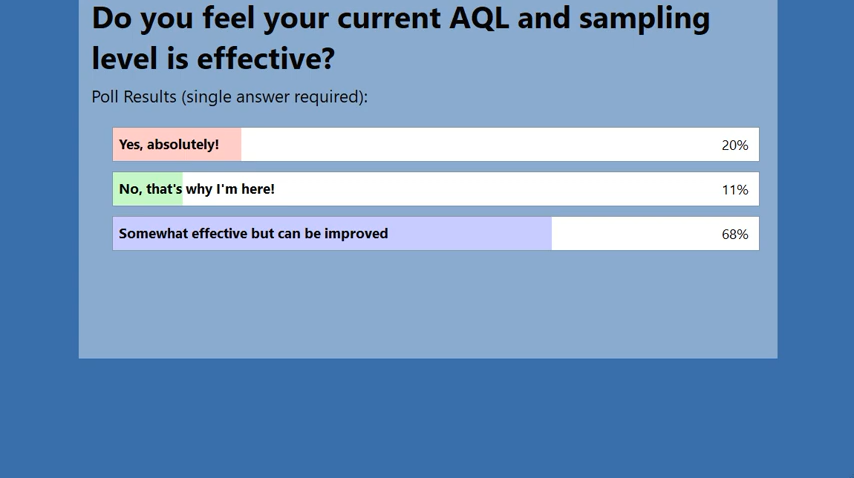 Do you feel your current AQL and sampling
level is effective?
Poll Results (single answer required):
Yes, absolutely! 20%
No, that's why I'm here! 11%
Somewhat effective but can be improved 68%